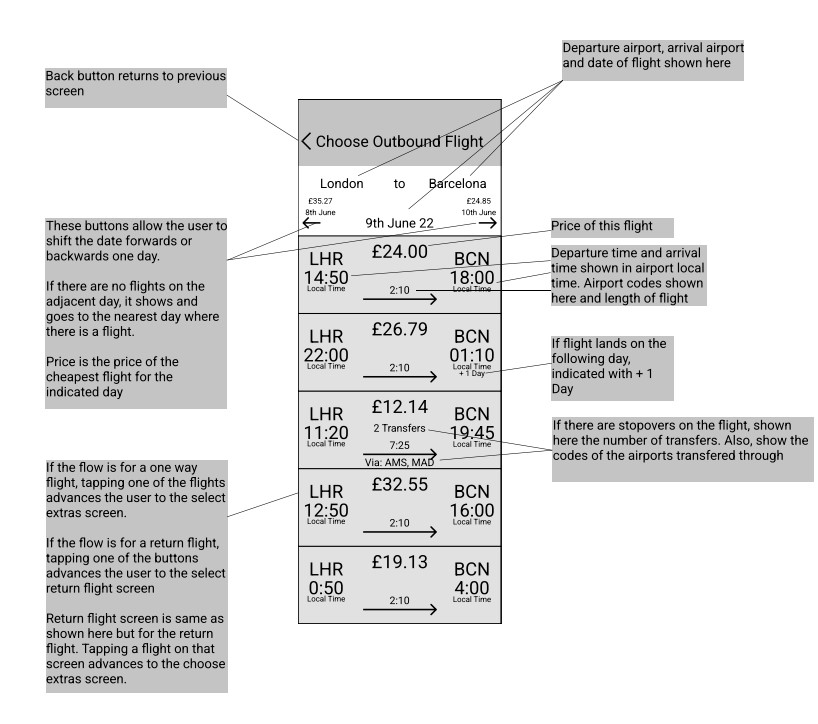 Departure airport, arrival airport
and date of flight shown here
Back button returns to previous
screen
Choose Outbound Flight
London to Barcelona
£35.27
8th June
9th June 22
£24.85
10th June
These buttons allow the user to
shift the date forwards or
backwards one day.
If there are no flights on the
adjacent day, it shows and
goes to the nearest day where
there is a flight.
Price is the price of the
cheapest flight for the
indicated day
Price of this flight
Departure time and arrival
time shown in airport local
time. Airport codes shown
here and length of flight
If flight lands on the
following day,
indicated with + 1
Day
If there are stopovers on the flight, shown
here the number of transfers. Also, show the
codes of the airports transfered through
£24.00
LHR
14:50
Local Time
2:10
BCN
18:00
Local Time
£26.79
LHR
22:00
Local Time
2:10
BCN
01:10
Local Time
+ 1 Day
£12.14
LHR
11:20
Local Time
2 Transfers
7:25
Via: AMS, MAD
BCN
19:45
Local Time
£32.55
LHR
12:50
Local Time
2:10
BCN
16:00
Local Time
£19.13
LHR
0:50
Local Time
2:10
BCN
4:00
Local Time
If the flow is for a one way
flight, tapping one of the flights
advances the user to the select
extras screen.
If the flow is for a return flight,
tapping one of the buttons
advances the user to the select
return flight screen
Return flight screen is same as
shown here but for the return
flight. Tapping a flight on that
screen advances to the choose
extras screen.